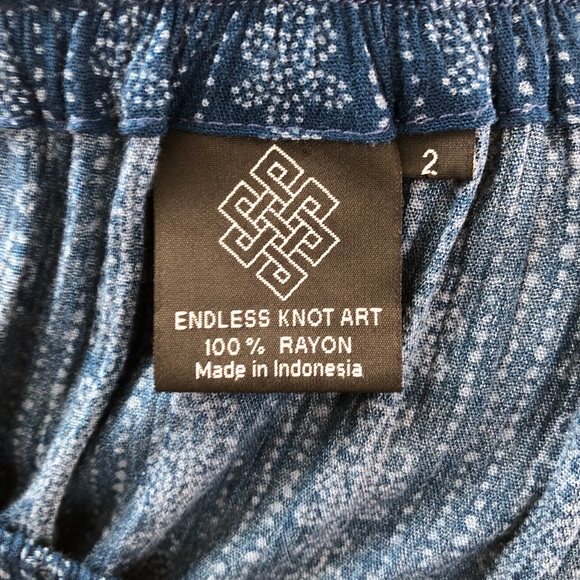 2
ENDLESS KNOT ART
100% RAYON
Made in Indonesia